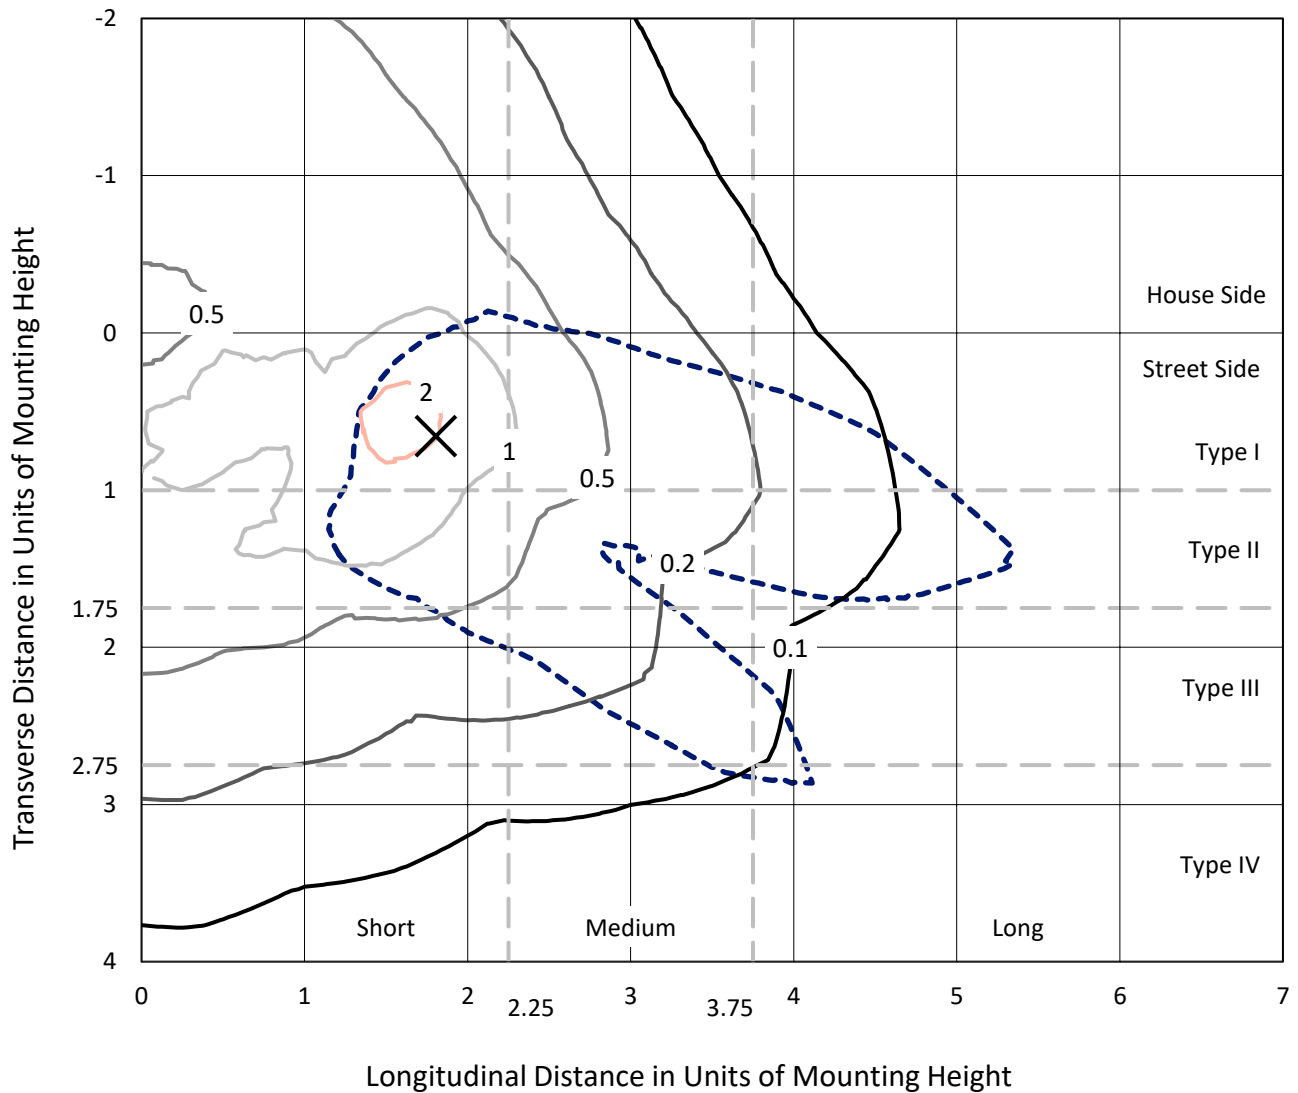 -2
-1
House Side
0.5
0
Street Side
2
Type I
1
0.5
1
Type II
0.2
1.75
2
0.1
Type III
2.75
3
Type IV
Short
Medium
Long
4
0
1
2
2.25
3
3.75
4
5
6
7
Transverse Distance in Units of Mounting Height
Longitudinal Distance in Units of Mounting Height